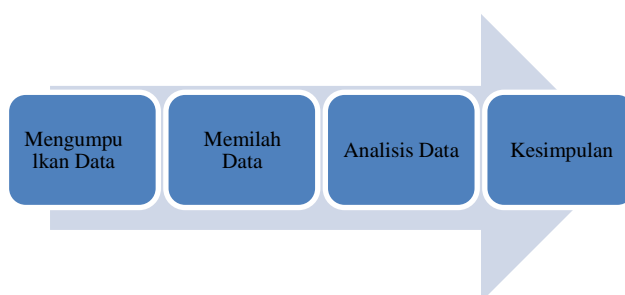 Mengumpu
lkan Data
Memilah
Data
Analisis Data
Kesimpulan